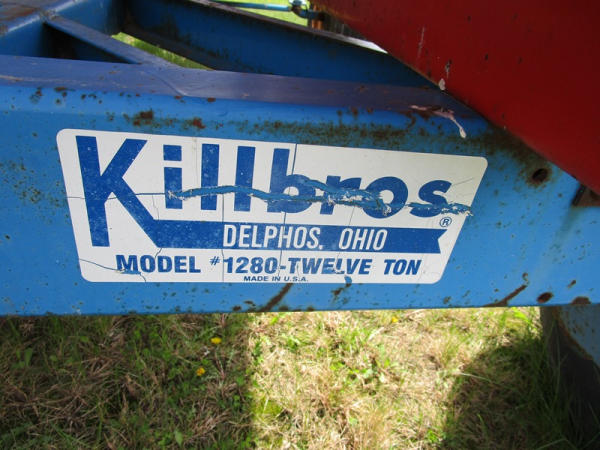 Killbros®
DELPHOS, OHIO
MODEL #1280-TWELVE TON
MADE IN U.S.A.